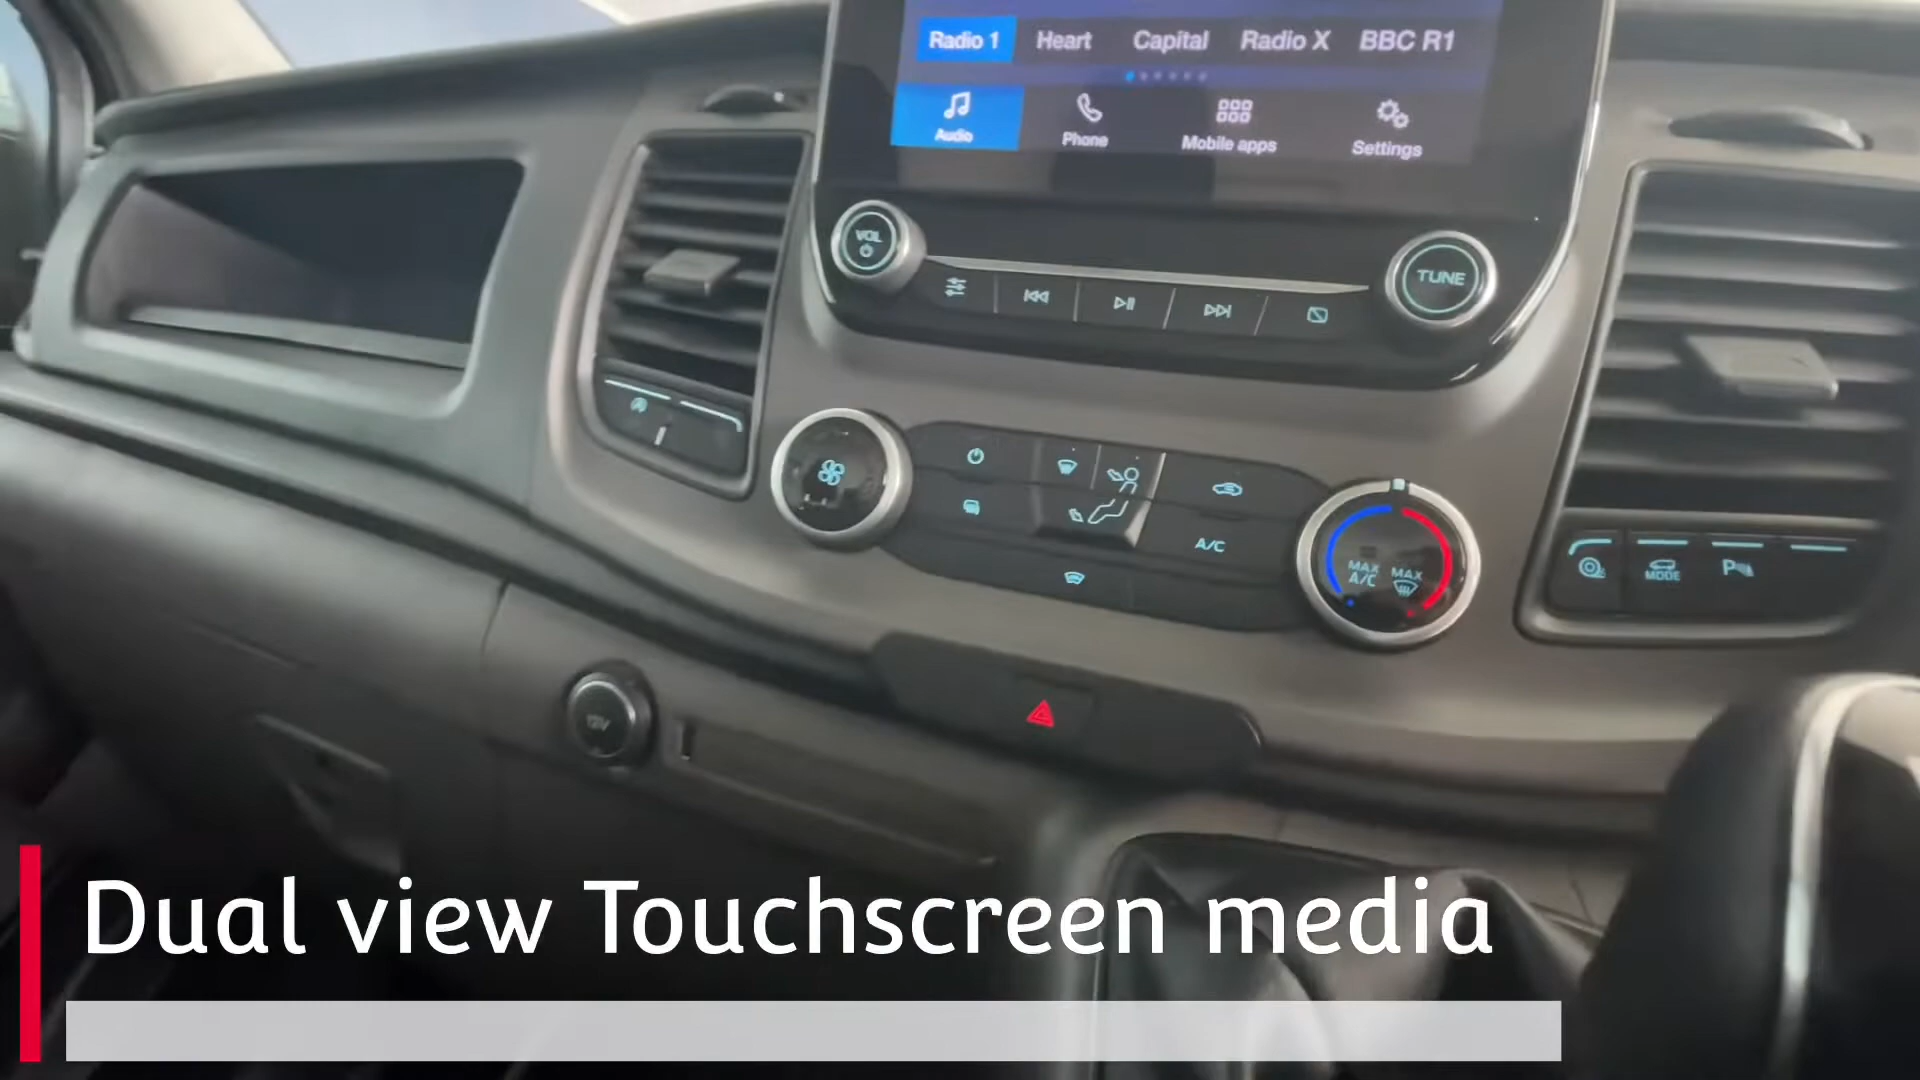 Radio 1 Heart Capital Radio X BBC R1
Audio Phone Mobile apps Settings
VOL
TUNE
A/C
MAX A/C MAX
MODE
P
12V
Dual view Touchscreen media